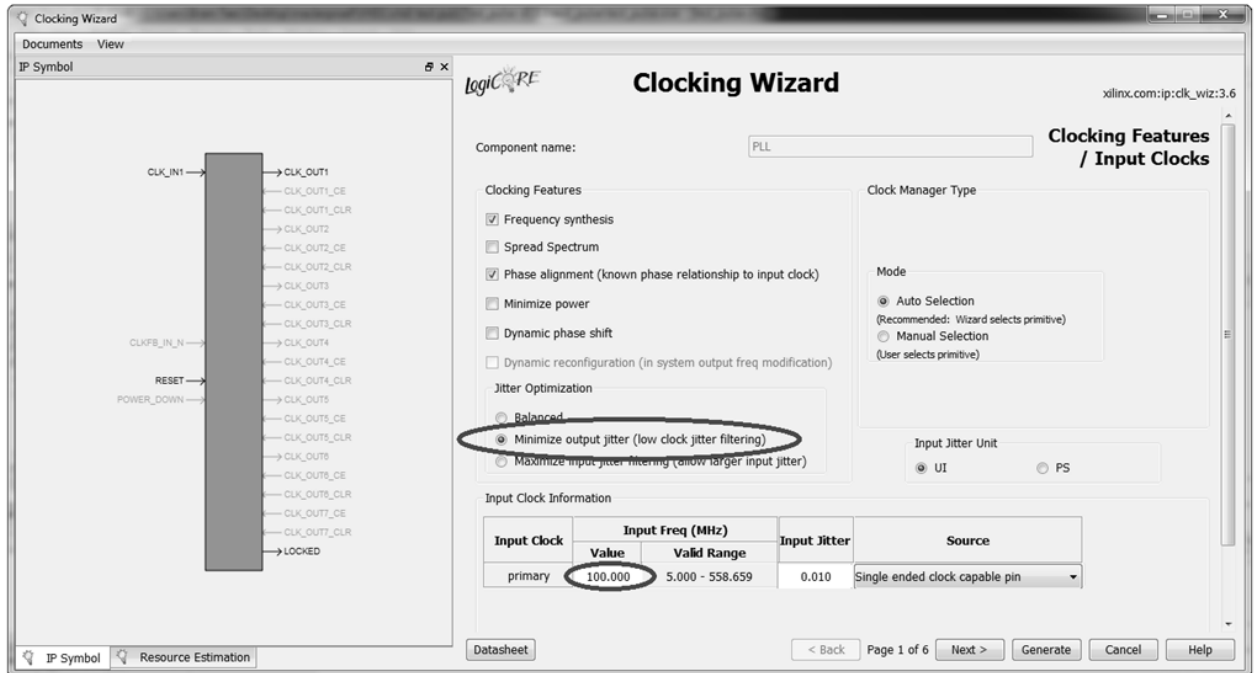 Clocking Wizard
Documents View
IP Symbol
CLK_IN1
CLKFB_IN_N
RESET
POWER_DOWN
CLK_OUT1
CLK_OUT1_CE
CLK_OUT1_CLR
CLK_OUT2
CLK_OUT2_CE
CLK_OUT2_CLR
CLK_OUT3
CLK_OUT3_CE
CLK_OUT3_CLR
CLK_OUT4
CLK_OUT4_CE
CLK_OUT4_CLR
CLK_OUT5
CLK_OUT5_CE
CLK_OUT5_CLR
CLK_OUT6
CLK_OUT6_CE
CLK_OUT6_CLR
CLK_OUT7_CE
CLK_OUT7_CLR
LOCKED
IP Symbol Resource Estimation
LogiCORE
Clocking Wizard
xilinx.com:ip:clk_wiz:3.6
Component name: PLL
Clocking Features
/ Input Clocks
Clocking Features
Frequency synthesis
Spread Spectrum
Phase alignment (known phase relationship to input clock)
Minimize power
Dynamic phase shift
Dynamic reconfiguration (in system output freq modification)
Jitter Optimization
Balanced
Minimize output jitter (low clock jitter filtering)
Maximize input jitter filtering (allow larger input jitter)
Clock Manager Type
Mode
Auto Selection
(Recommended: Wizard selects primitive)
Manual Selection
(User selects primitive)
Input Jitter Unit
UI PS
Input Clock Information
Input Clock Input Freq (MHz) Input Jitter Source
Value Valid Range
primary 100.000 5.000 - 558.659 0.010 Single ended clock capable pin
Datasheet < Back Page 1 of 6 Next > Generate Cancel Help